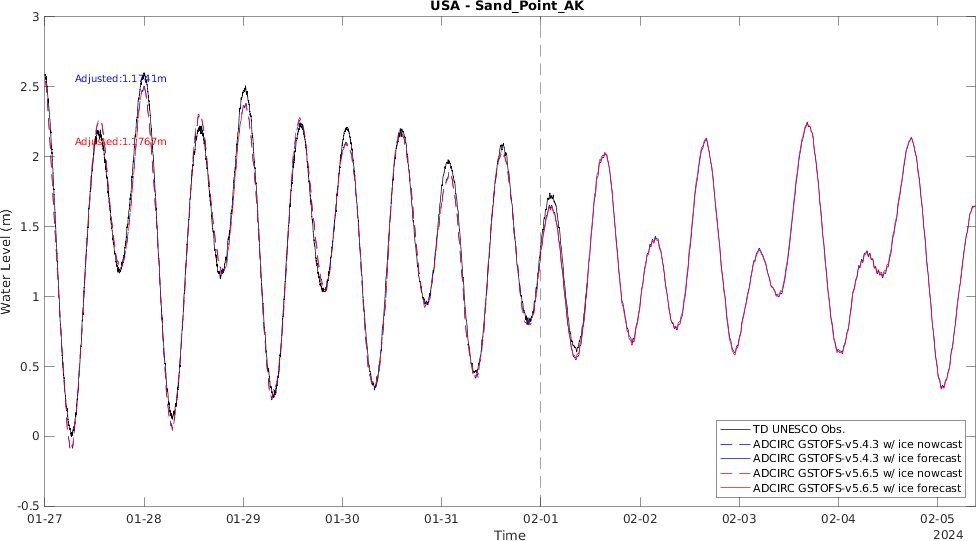 USA - Sand_Point_AK
3
2.5
2
1.5
1
0.5
0
-0.5
Water Level (m)
Adjusted:1.1741m
Adjusted:1.1767m
TD UNESCO Obs.
ADCIRC GSTOFS-v5.4.3 w/ ice nowcast
ADCIRC GSTOFS-v5.4.3 w/ ice forecast
ADCIRC GSTOFS-v5.6.5 w/ ice nowcast
ADCIRC GSTOFS-v5.6.5 w/ ice forecast
01-27 01-28 01-29 01-30 01-31 02-01 02-02 02-03 02-04 02-05
Time
2024